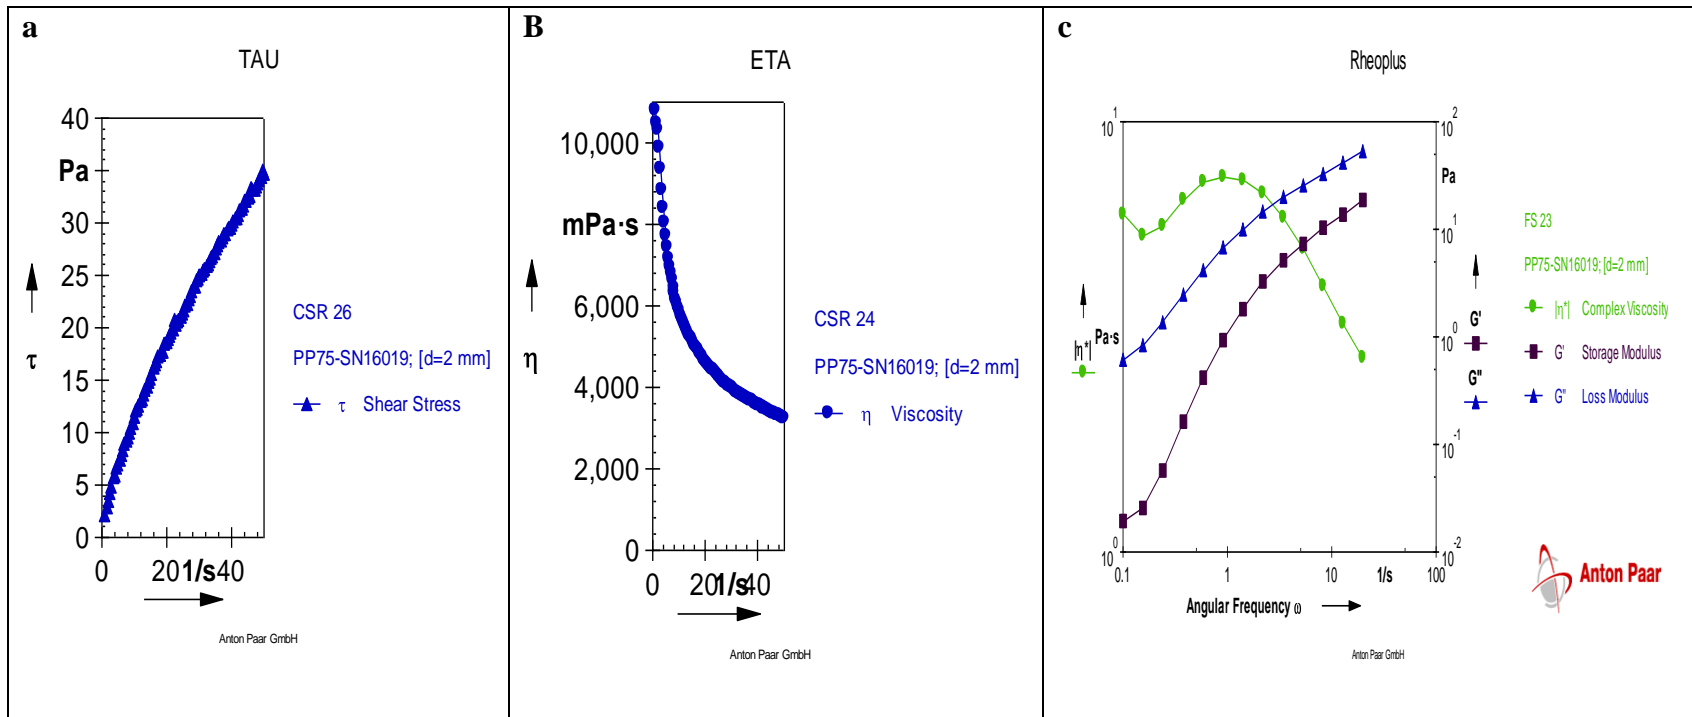 a
TAU
40
Pa
30
25
20
15
10
5
0
0 20 1/s 40
τ
CSR 26
PP75-SN16019; [d=2 mm]
τ Shear Stress
Anton Paar GmbH
B
ETA
10,000
mPa·s
6,000
4,000
2,000
0
0 20 1/s 40
η
CSR 24
PP75-SN16019; [d=2 mm]
η Viscosity
Anton Paar GmbH
c
Rheoplus
10^1
Pa·s
10^0
|η*|
10^2
Pa
10^1
10^0
10^-1
10^-2
G'
G''
0.1 1 10 1/s 100
Angular Frequency ω
FS 23
PP75-SN16019; [d=2 mm]
|η*| Complex Viscosity
G' Storage Modulus
G'' Loss Modulus
Anton Paar
Anton Paar GmbH